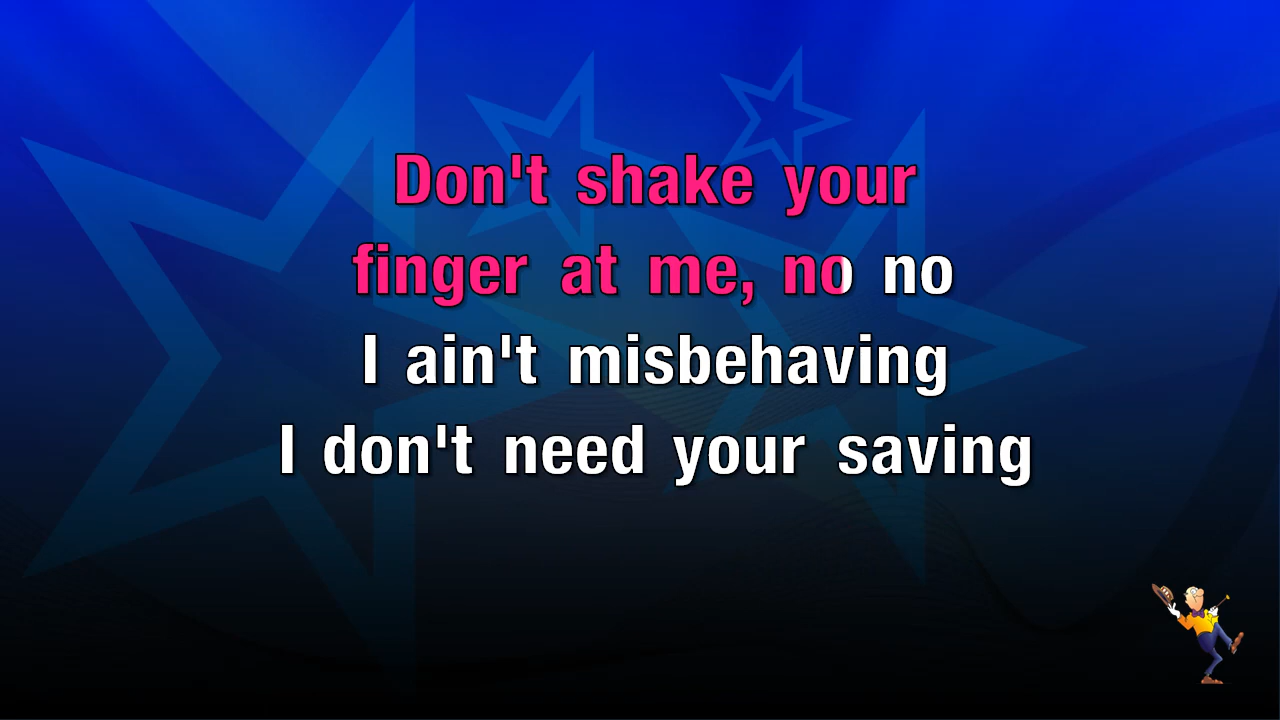 Don't shake your
finger at me, no no
I ain't misbehaving
I don't need your saving